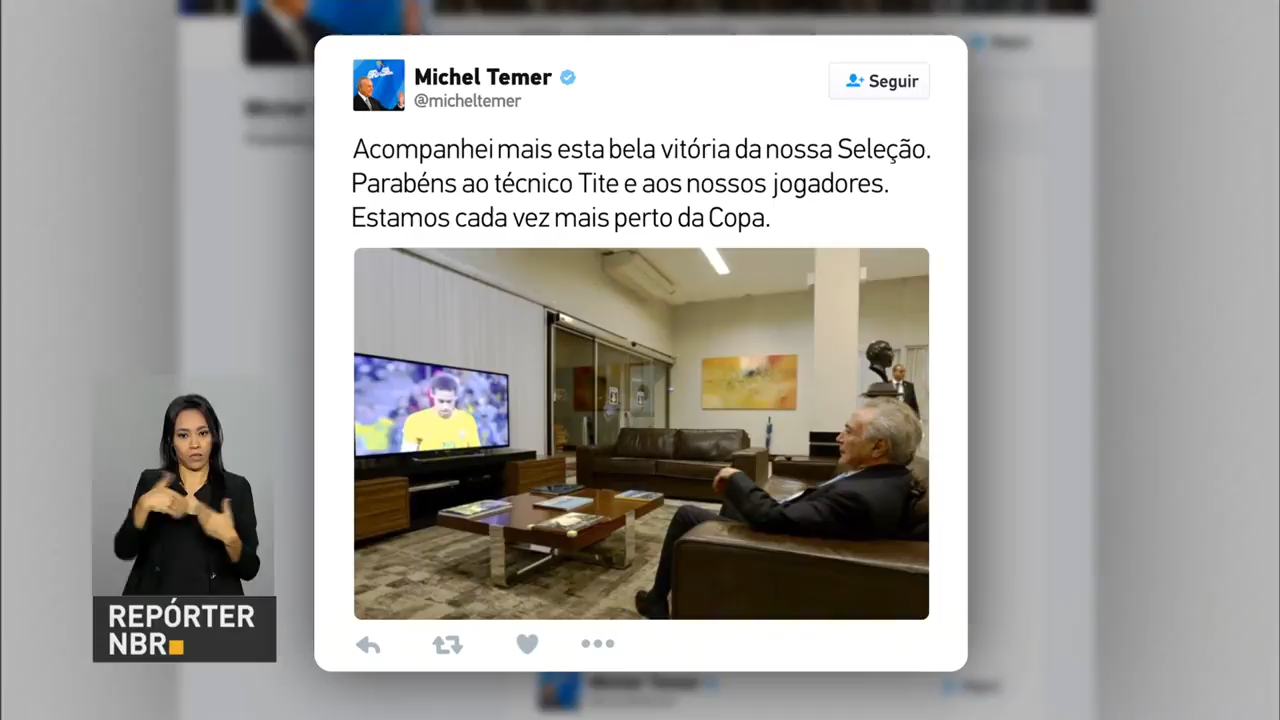 Michel Temer
@micheltemer
Seguir
Acompanhei mais esta bela vitória da nossa Seleção.
Parabéns ao técnico Tite e aos nossos jogadores.
Estamos cada vez mais perto da Copa.
REPÓRTER
NBR